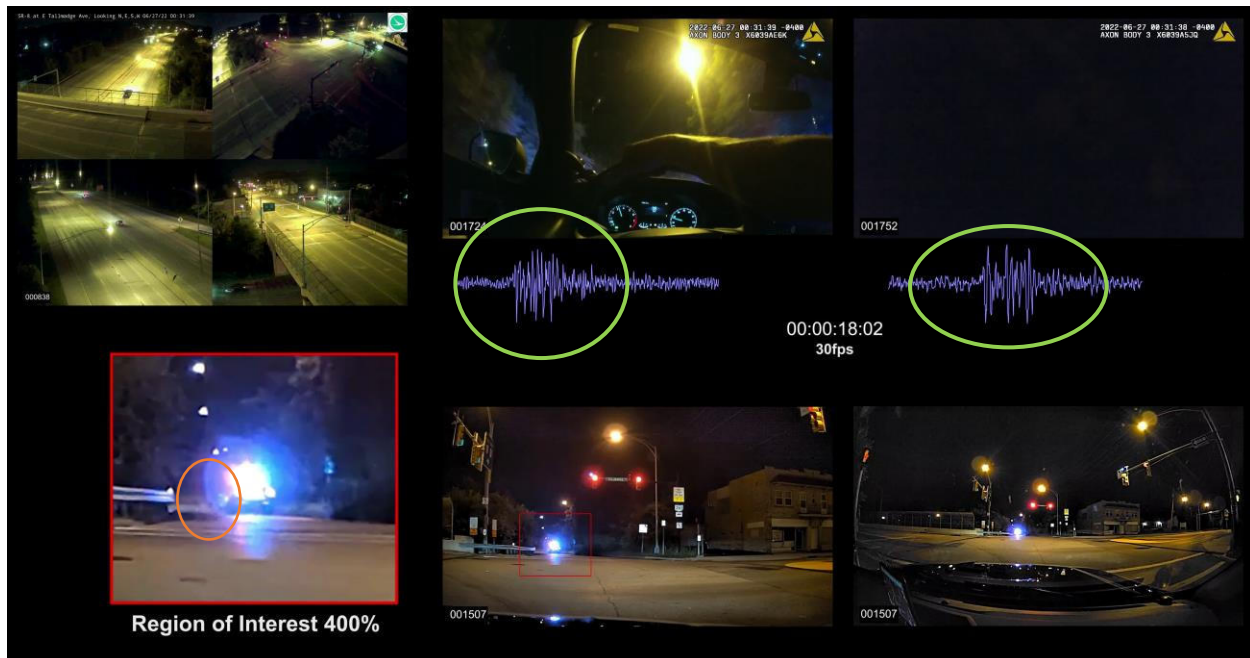 SR-8 at E Tallmadge Ave, Looking N,E,S,W 06/27/22 00:31:39
000838
2022-06-27 00:31:39 -0400
AXON BODY 3 X6039AE6K
001724
2022-06-27 00:31:38 -0400
AXON BODY 3 X6039A5JQ
001752
00:00:18:02
30fps
Region of Interest 400%
001507
001507